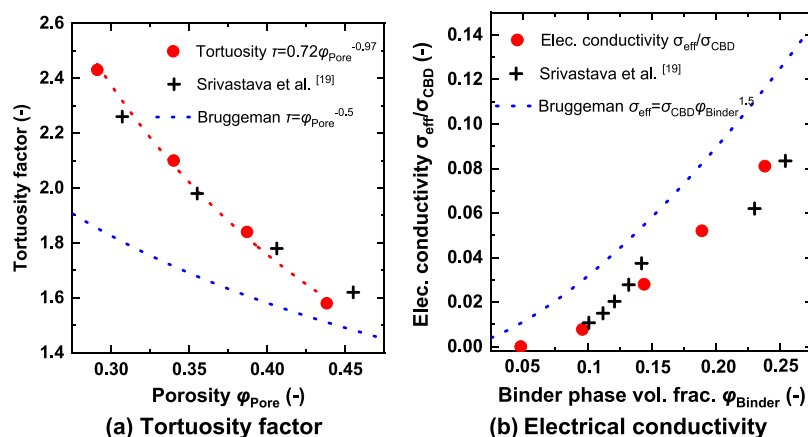 2.6
2.4
2.2
2.0
1.8
1.6
1.4
Tortuosity factor (-)
Tortuosity τ=0.72φPore^-0.97
Srivastava et al. [19]
Bruggeman τ=φPore^-0.5
0.30 0.35 0.40 0.45
Porosity φPore (-)
(a) Tortuosity factor
0.14
0.12
0.10
0.08
0.06
0.04
0.02
0.00
Elec. conductivity σeff/σCBD (-)
Elec. conductivity σeff/σCBD
Srivastava et al. [19]
Bruggeman σeff=σCBDφBinder^1.5
0.05 0.1 0.15 0.20 0.25
Binder phase vol. frac. φBinder (-)
(b) Electrical conductivity